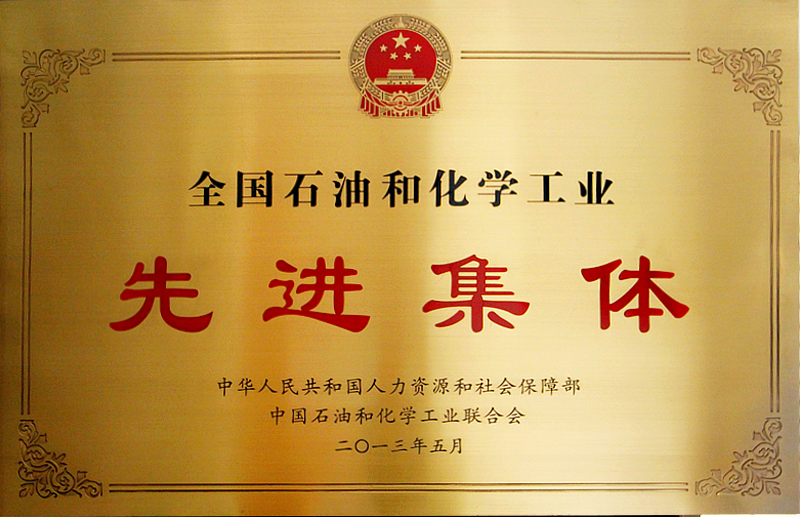 全国石油和化学工业
先进集体
中华人民共和国人力资源和社会保障部
中国石油和化学工业联合会
二〇一三年五月